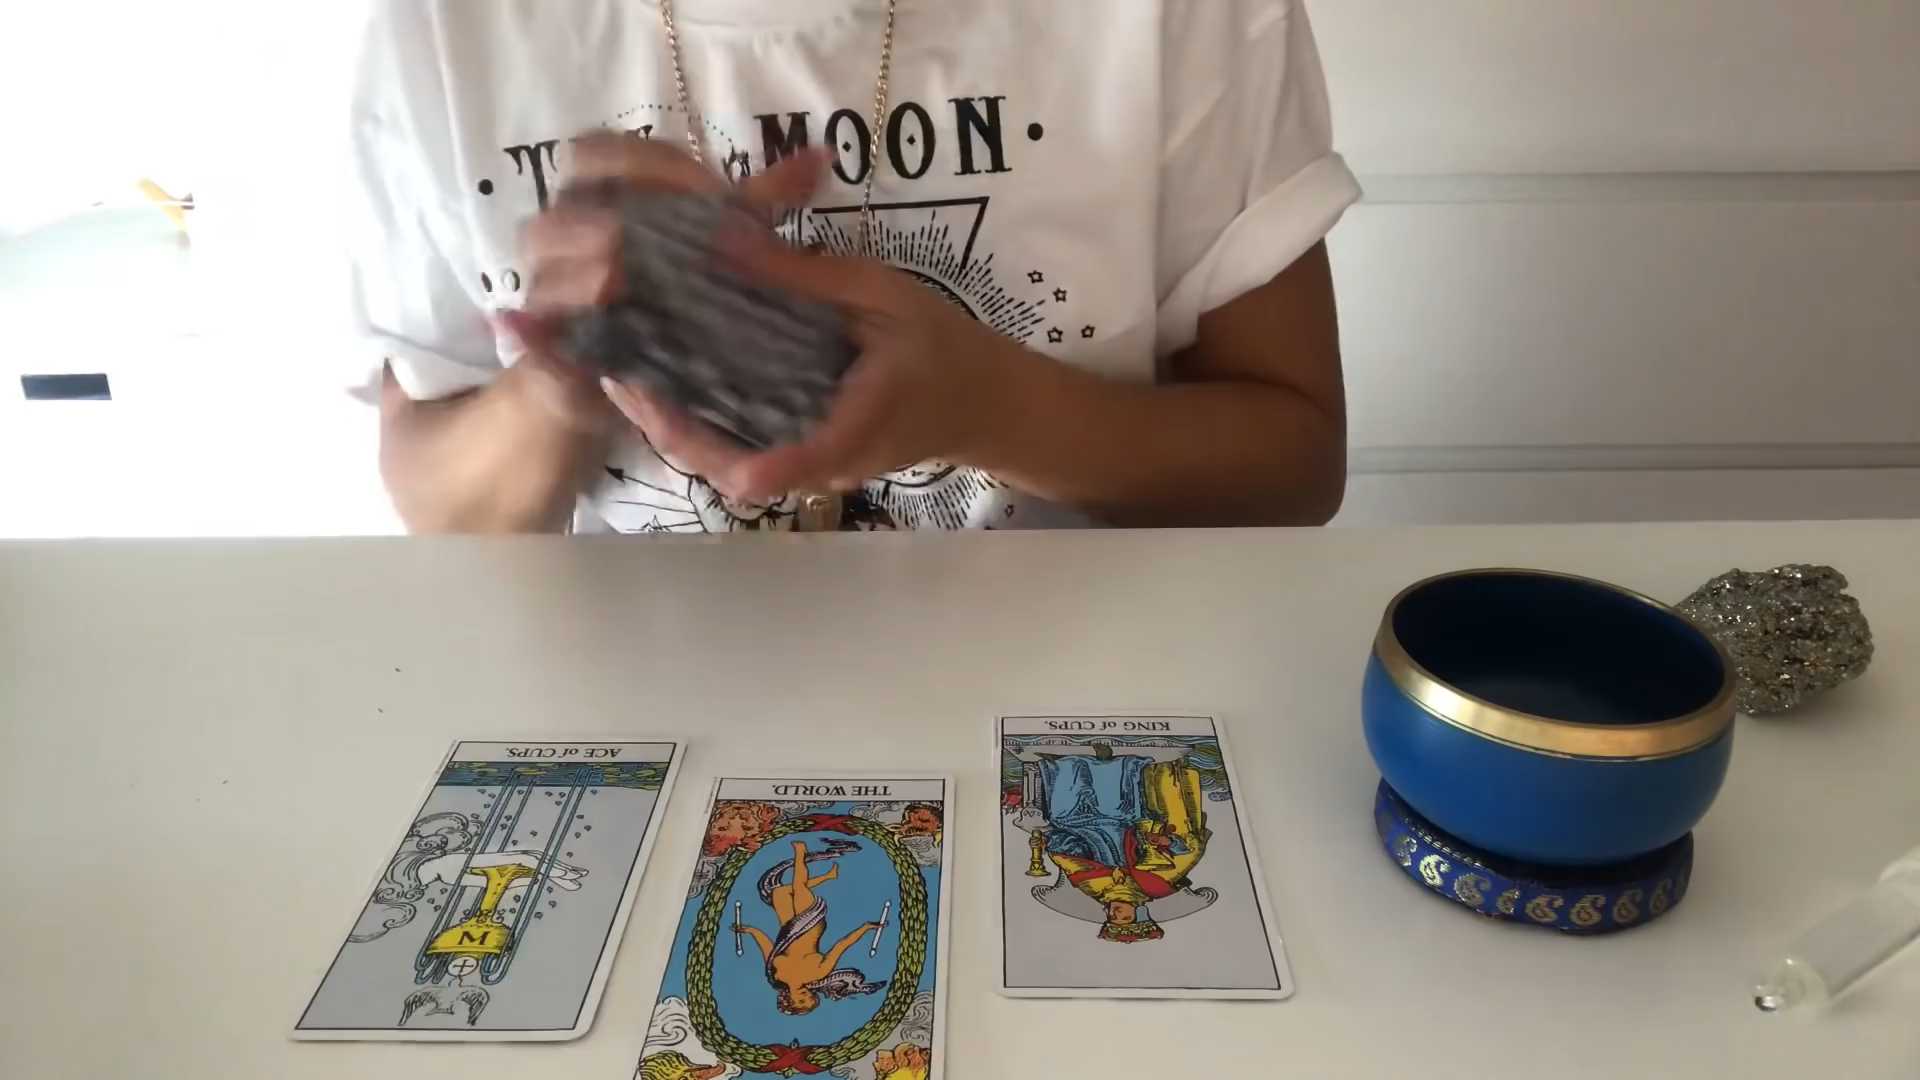 MOON
ACE of CUPS.
THE WORLD.
KING of CUPS.